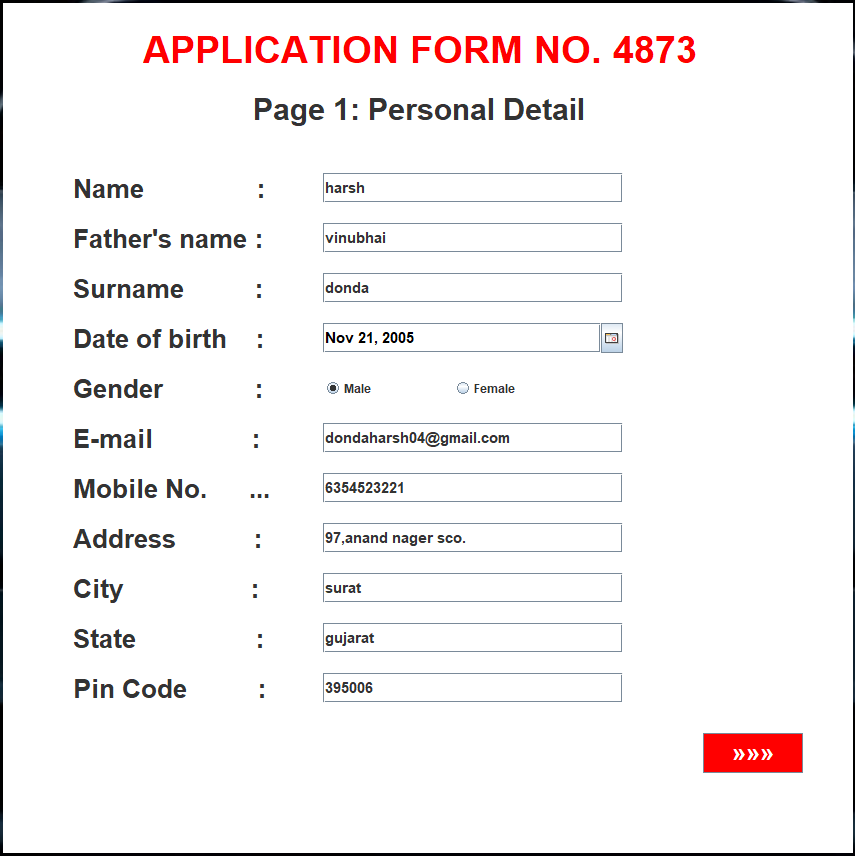 APPLICATION FORM NO. 4873
Page 1: Personal Detail
Name : harsh
Father's name : vinubhai
Surname : donda
Date of birth : Nov 21, 2005
Gender : Male Female
E-mail : dondaharsh04@gmail.com
Mobile No. ... 6354523221
Address : 97,anand nager sco.
City : surat
State : gujarat
Pin Code : 395006
»»»